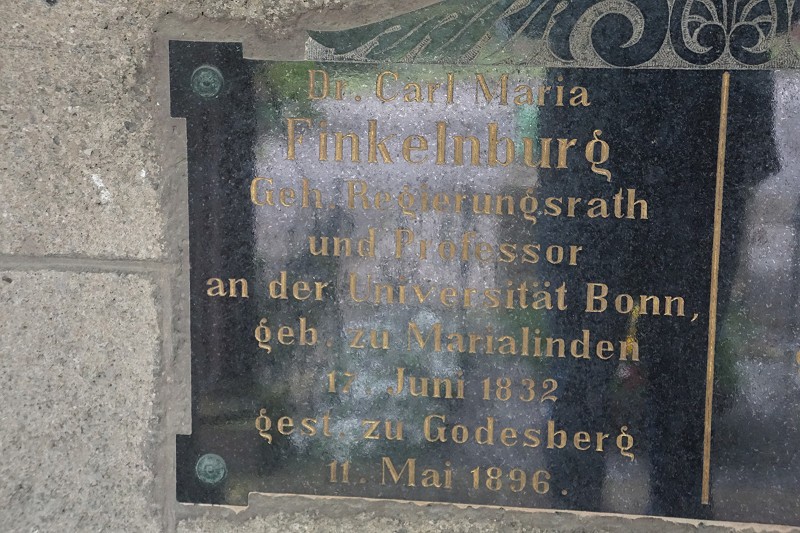 Dr. Carl Maria
Finkelnburg
Geh. Regierungsrath
und Professor
an der Universität Bonn,
geb. zu Marialinden
17. Juni 1832
gest. zu Godesberg
11. Mai 1896.